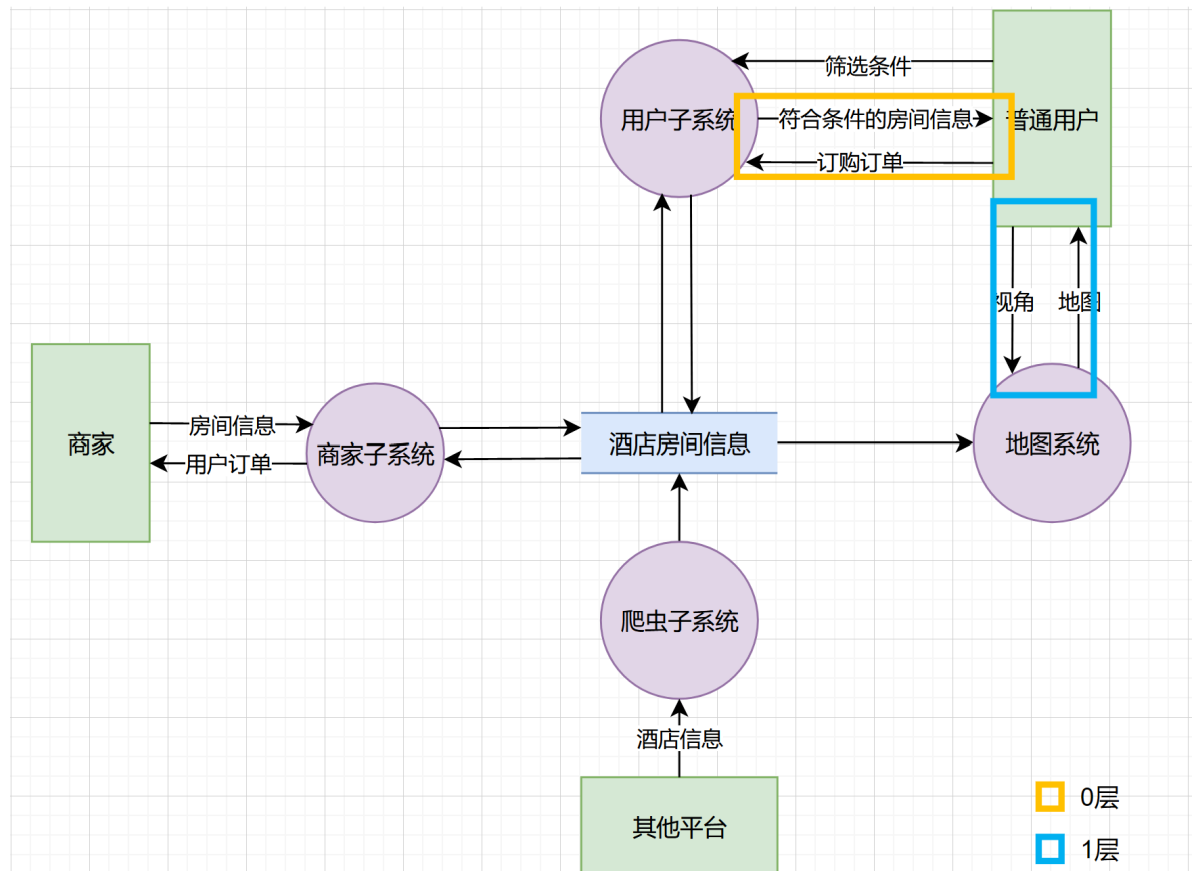 筛选条件
用户子系统
符合条件的房间信息
普通用户
订购订单
视角
地图
商家
房间信息
用户订单
商家子系统
酒店房间信息
地图系统
爬虫子系统
酒店信息
其他平台
0层
1层